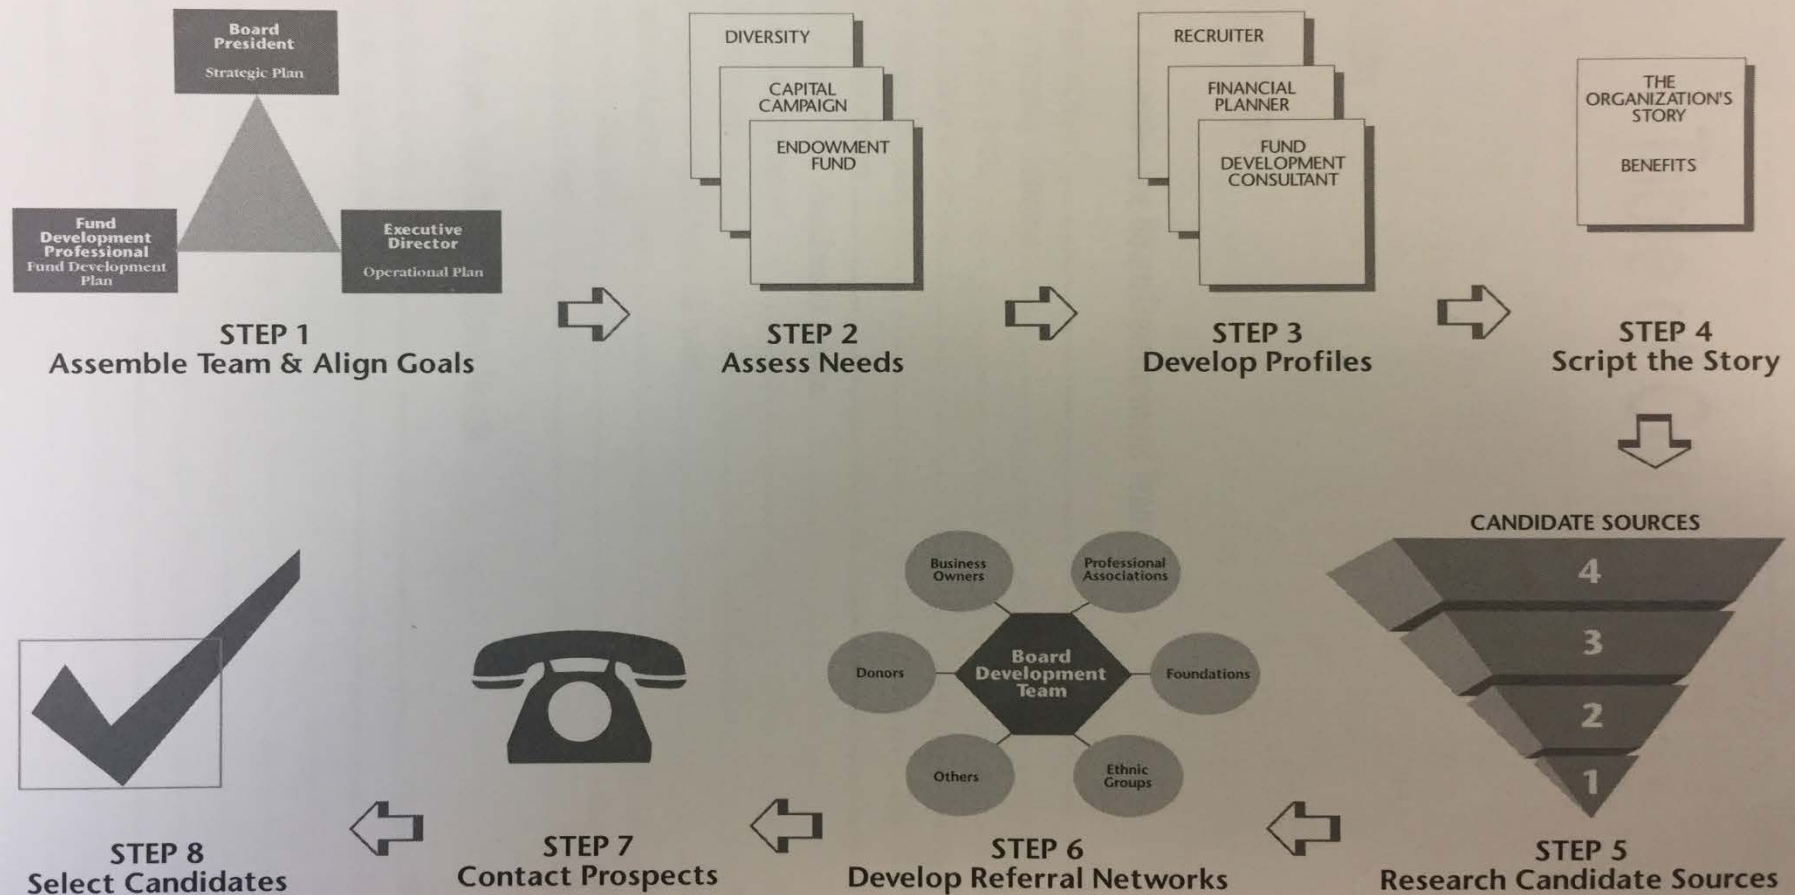 Board
President
Strategic Plan
Fund
Development
Professional
Fund Development
Plan
Executive
Director
Operational Plan
STEP 1
Assemble Team & Align Goals
DIVERSITY
CAPITAL
CAMPAIGN
ENDOWMENT
FUND
STEP 2
Assess Needs
RECRUITER
FINANCIAL
PLANNER
FUND
DEVELOPMENT
CONSULTANT
STEP 3
Develop Profiles
THE
ORGANIZATION'S
STORY
BENEFITS
STEP 4
Script the Story
CANDIDATE SOURCES
4
3
2
1
STEP 5
Research Candidate Sources
Business
Owners
Professional
Associations
Donors
Board
Development
Team
Foundations
Others
Ethnic
Groups
STEP 6
Develop Referral Networks
STEP 7
Contact Prospects
STEP 8
Select Candidates